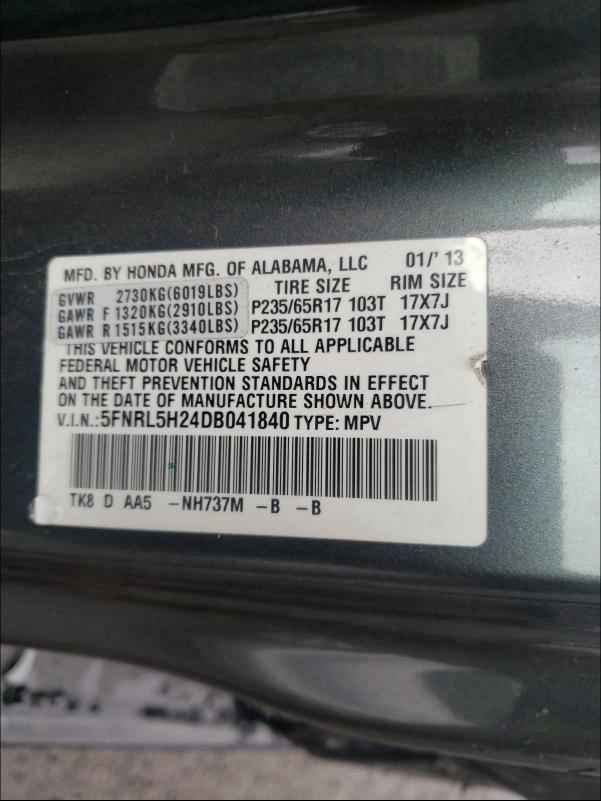 MFD. BY HONDA MFG. OF ALABAMA, LLC 01/' 13
GVWR 2730KG(6019LBS) TIRE SIZE RIM SIZE
GAWR F 1320KG(2910LBS) P235/65R17 103T 17X7J
GAWR R 1515KG(3340LBS) P235/65R17 103T 17X7J
THIS VEHICLE CONFORMS TO ALL APPLICABLE
FEDERAL MOTOR VEHICLE SAFETY
AND THEFT PREVENTION STANDARDS IN EFFECT
ON THE DATE OF MANUFACTURE SHOWN ABOVE.
V.I.N.:5FNRL5H24DB041840 TYPE: MPV
TK8 D AA5 -NH737M -B -B